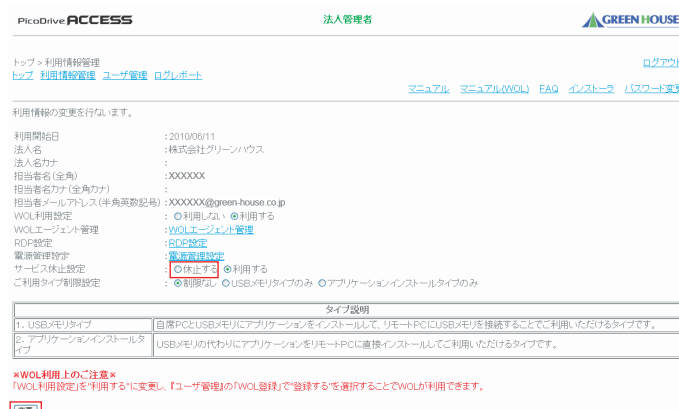 PicoDrive ACCESS
法人管理者
GREEN HOUSE
トップ > 利用情報管理
ログアウト
トップ 利用情報管理 ユーザ管理 ログレポート
マニュアル マニュアル(WOL) FAQ インストーラ パスワード変更
利用情報の変更を行ないます。
利用開始日 : 2010/06/11
法人名 : 株式会社グリーンハウス
法人名カナ :
担当者名(全角) : XXXXXX
担当者名カナ(全角カナ) :
担当者メールアドレス(半角英数記号) : XXXXXX@green-house.co.jp
WOL利用設定 : 利用しない 利用する
WOLエージェント管理 : WOLエージェント管理
RDP設定 : RDP設定
電源管理設定 : 電源管理設定
サービス休止設定 : 休止する 利用する
ご利用タイプ制限設定 : 制限なし USBメモリタイプのみ アプリケーションインストールタイプのみ
タイプ説明
1. USBメモリタイプ 自席PCとUSBメモリにアプリケーションをインストールして、リモートPCにUSBメモリを接続することでご利用いただけるタイプです。
2. アプリケーションインストールタイプ USBメモリの代わりにアプリケーションをリモートPCに直接インストールしてご利用いただけるタイプです。
※WOL利用上のご注意※
「WOL利用設定」を"利用する"に変更し、『ユーザ管理』の「WOL登録」で"登録する"を選択することでWOLが利用できます。
変更